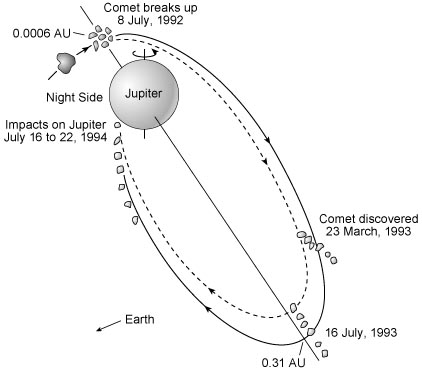 Comet breaks up
8 July, 1992
0.0006 AU
Night Side
Jupiter
Impacts on Jupiter
July 16 to 22, 1994
Comet discovered
23 March, 1993
Earth
16 July, 1993
0.31 AU